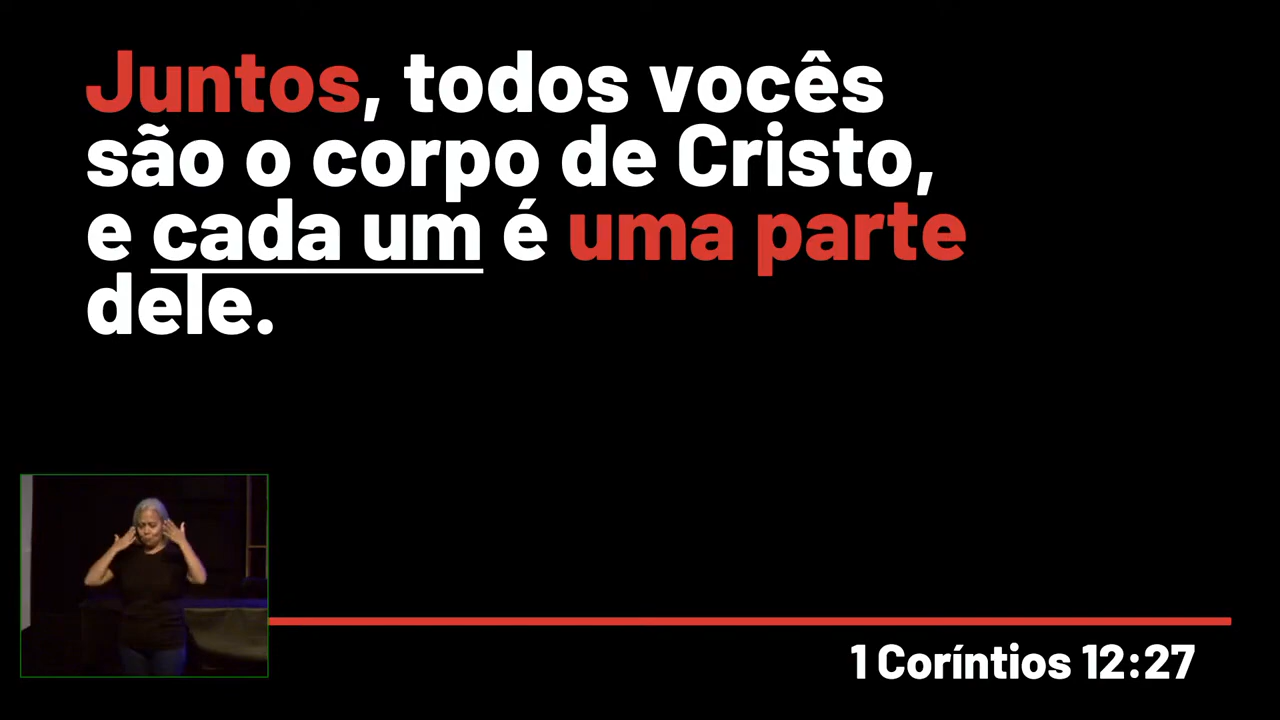 Juntos, todos vocês
são o corpo de Cristo,
e cada um é uma parte
dele.
1 Coríntios 12:27